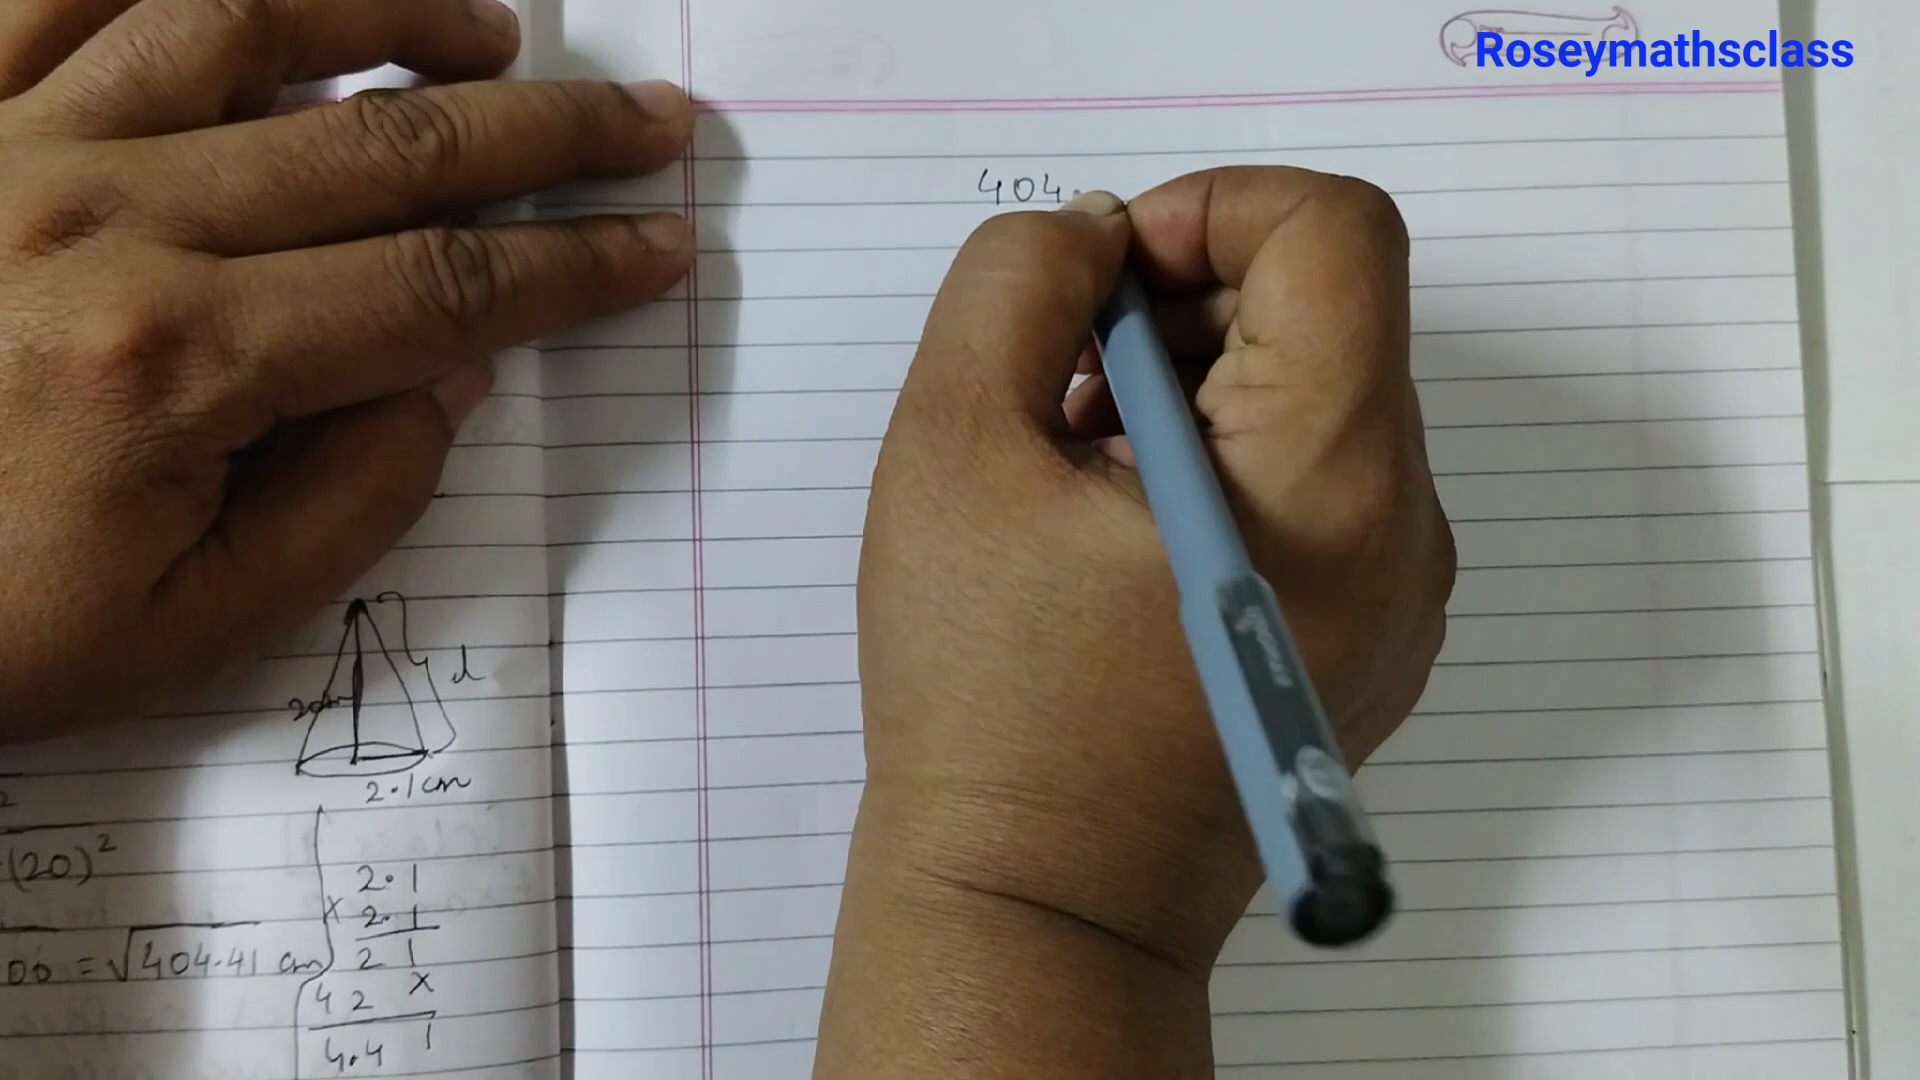 Roseymathsclass
404.
l
20cm
2.1cm
2
(20)²
00 = √404.41 cm
2.1
× 2.1
2 1
4 2 ×
4.4 1